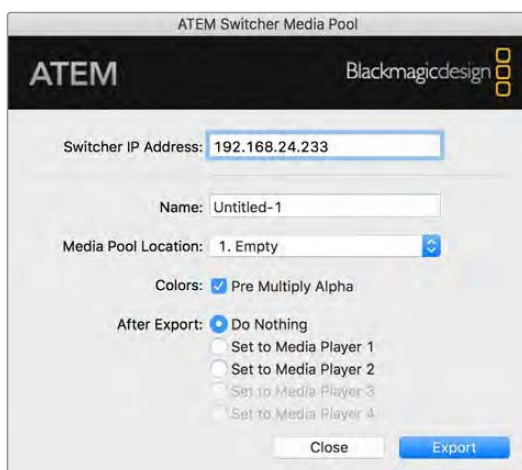 ATEM Switcher Media Pool
ATEM
Blackmagicdesign
Switcher IP Address: 192.168.24.233
Name: Untitled-1
Media Pool Location: 1. Empty
Colors: Pre Multiply Alpha
After Export: Do Nothing
Set to Media Player 1
Set to Media Player 2
Set to Media Player 3
Set to Media Player 4
Close Export